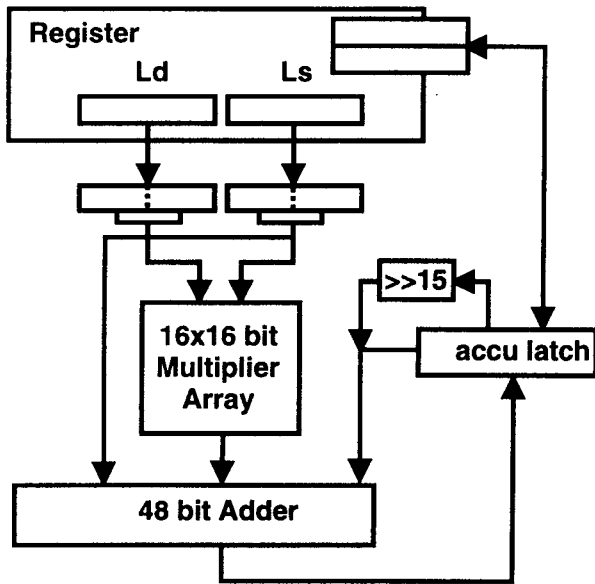 Register
Ld
Ls
>>15
16x16 bit
Multiplier
Array
accu latch
48 bit Adder